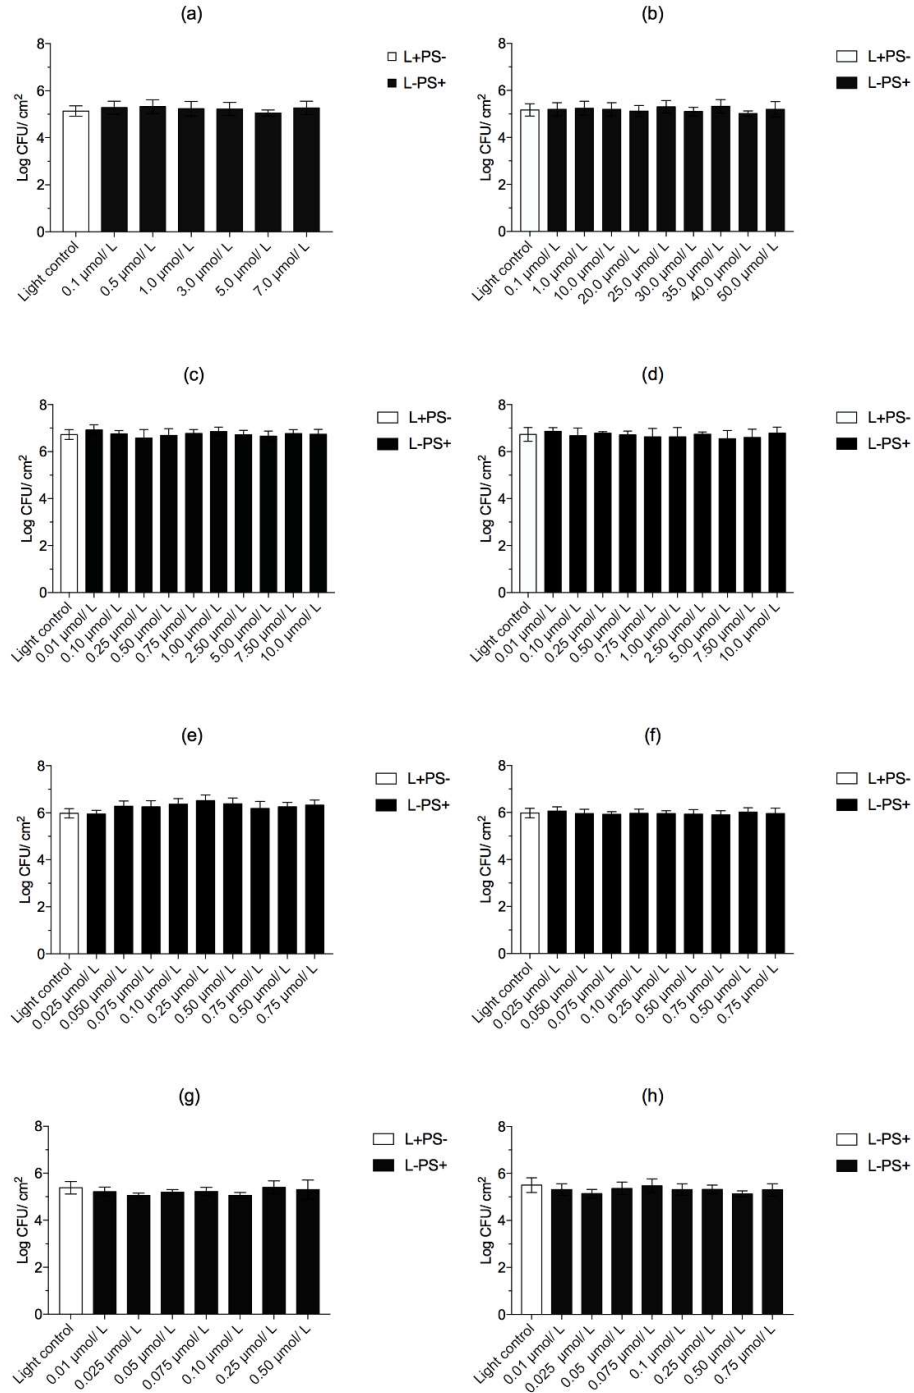 (a)
8
6
4
2
0
Log CFU/ cm²
Light control
0.1 µmol/ L
0.5 µmol/ L
1.0 µmol/ L
3.0 µmol/ L
5.0 µmol/ L
7.0 µmol/ L
L+PS-
L-PS+
(b)
8
6
4
2
0
Log CFU/ cm²
Light control
0.1 µmol/ L
1.0 µmol/ L
10.0 µmol/ L
20.0 µmol/ L
25.0 µmol/ L
30.0 µmol/ L
35.0 µmol/ L
40.0 µmol/ L
50.0 µmol/ L
L+PS-
L-PS+
(c)
8
6
4
2
0
Log CFU/ cm²
Light control
0.01 µmol/ L
0.10 µmol/ L
0.25 µmol/ L
0.50 µmol/ L
0.75 µmol/ L
1.00 µmol/ L
2.50 µmol/ L
5.00 µmol/ L
7.50 µmol/ L
10.0 µmol/ L
L+PS-
L-PS+
(d)
8
6
4
2
0
Log CFU/ cm²
Light control
0.01 µmol/ L
0.10 µmol/ L
0.25 µmol/ L
0.50 µmol/ L
0.75 µmol/ L
1.00 µmol/ L
2.50 µmol/ L
5.00 µmol/ L
7.50 µmol/ L
10.0 µmol/ L
L+PS-
L-PS+
(e)
8
6
4
2
0
Log CFU/ cm²
Light control
0.025 µmol/ L
0.050 µmol/ L
0.075 µmol/ L
0.10 µmol/ L
0.25 µmol/ L
0.50 µmol/ L
0.75 µmol/ L
0.50 µmol/ L
0.75 µmol/ L
L+PS-
L-PS+
(f)
8
6
4
2
0
Log CFU/ cm²
Light control
0.025 µmol/ L
0.050 µmol/ L
0.075 µmol/ L
0.10 µmol/ L
0.25 µmol/ L
0.50 µmol/ L
0.75 µmol/ L
0.50 µmol/ L
0.75 µmol/ L
L+PS-
L-PS+
(g)
8
6
4
2
0
Log CFU/ cm²
Light control
0.01 µmol/ L
0.025 µmol/ L
0.05 µmol/ L
0.075 µmol/ L
0.10 µmol/ L
0.25 µmol/ L
0.50 µmol/ L
L+PS-
L-PS+
(h)
8
6
4
2
0
Log CFU/ cm²
Light control
0.01 µmol/ L
0.025 µmol/ L
0.05 µmol/ L
0.075 µmol/ L
0.1 µmol/ L
0.25 µmol/ L
0.50 µmol/ L
0.75 µmol/ L
L-PS+
L-PS+